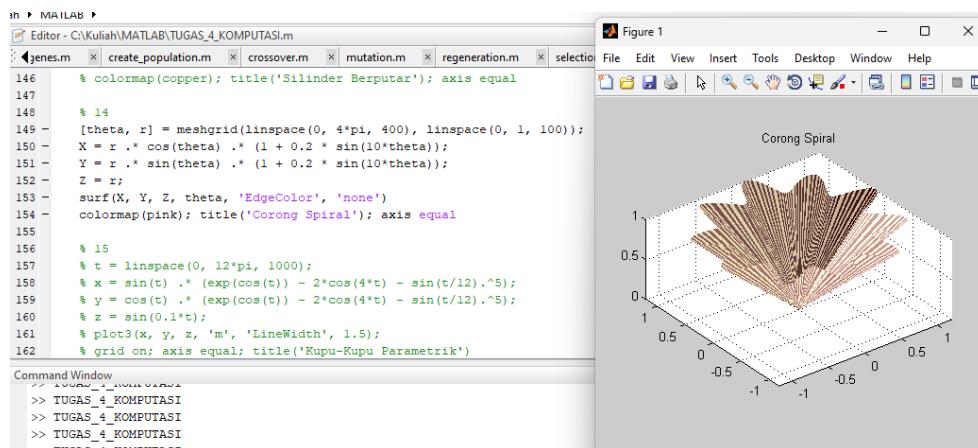 ah ▸ MATLAB ▸
Editor - C:\Kuliah\MATLAB\TUGAS_4_KOMPUTASI.m
genes.m × create_population.m × crossover.m × mutation.m × regeneration.m × selection
146 % colormap(copper); title('Silinder Berputar'); axis equal
147
148 % 14
149 – [theta, r] = meshgrid(linspace(0, 4*pi, 400), linspace(0, 1, 100));
150 – X = r .* cos(theta) .* (1 + 0.2 * sin(10*theta));
151 – Y = r .* sin(theta) .* (1 + 0.2 * sin(10*theta));
152 – Z = r;
153 – surf(X, Y, Z, theta, 'EdgeColor', 'none')
154 – colormap(pink); title('Corong Spiral'); axis equal
155
156 % 15
157 % t = linspace(0, 12*pi, 1000);
158 % x = sin(t) .* (exp(cos(t)) - 2*cos(4*t) - sin(t/12).^5);
159 % y = cos(t) .* (exp(cos(t)) - 2*cos(4*t) - sin(t/12).^5);
160 % z = sin(0.1*t);
161 % plot3(x, y, z, 'm', 'LineWidth', 1.5);
162 % grid on; axis equal; title('Kupu-Kupu Parametrik')
Command Window
>> TUGAS_4_KOMPUTASI
>> TUGAS_4_KOMPUTASI
>> TUGAS_4_KOMPUTASI
>> TUGAS_4_KOMPUTASI
Figure 1
File Edit View Insert Tools Desktop Window Help
Corong Spiral
1
0.5
0
1
0.5
0
-0.5
-1
-1
-0.5
0
0.5
1